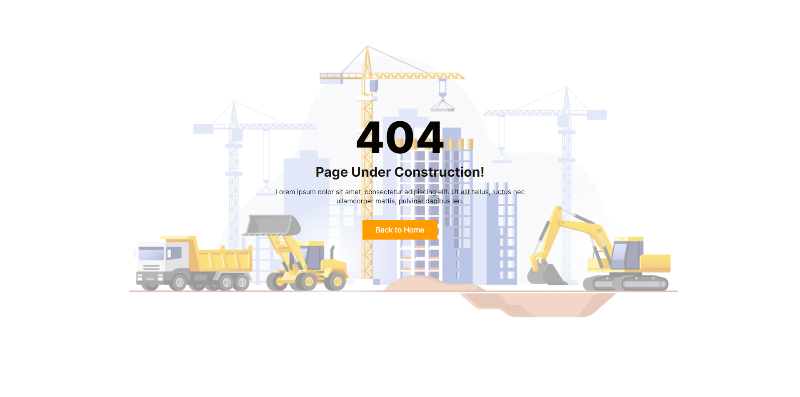 404
Page Under Construction!
Lorem ipsum dolor sit amet, consectetur adipiscing elit. Ut elit tellus, luctus nec
ullamcorper mattis, pulvinar dapibus leo.
Back to Home